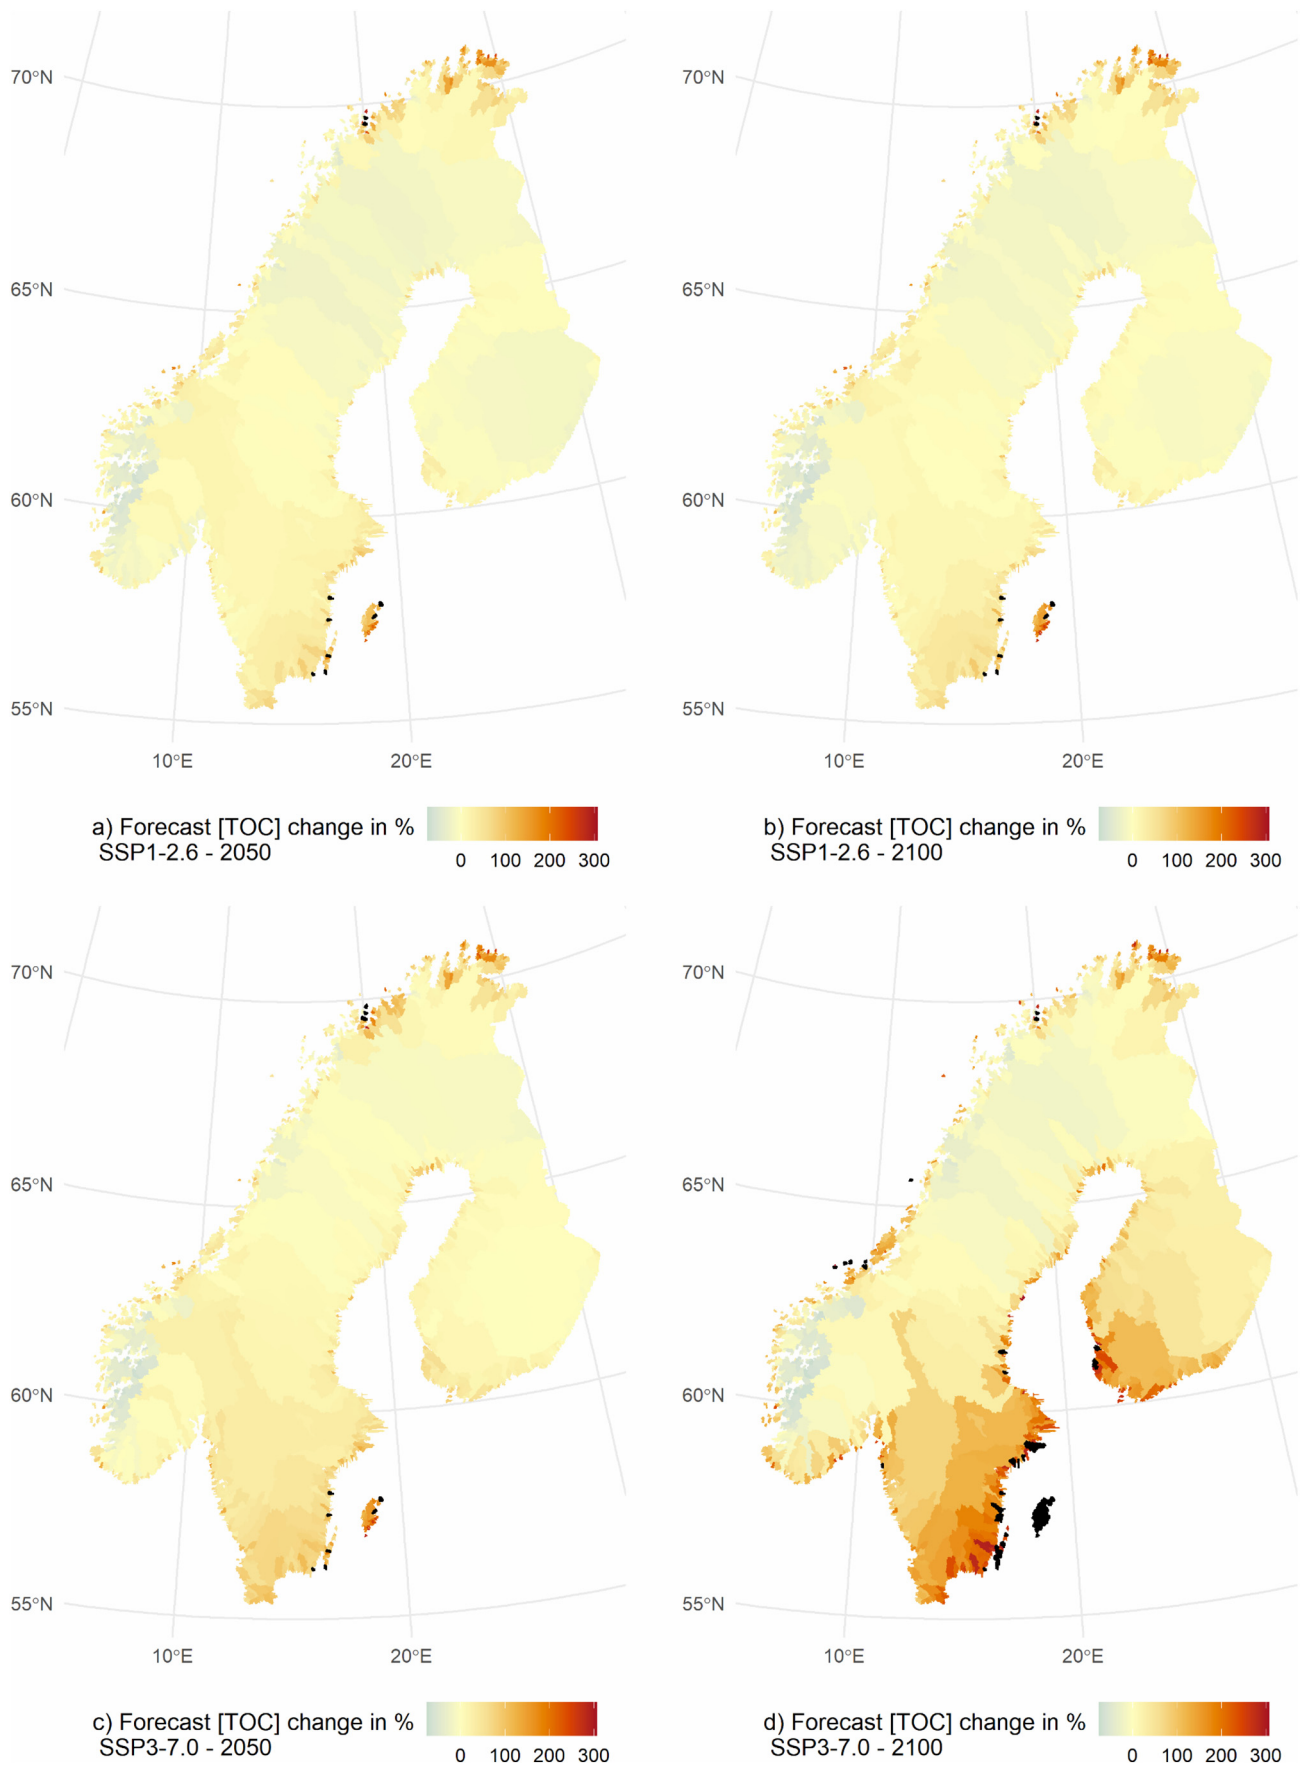 70°N
70°N
65°N
65°N
60°N
60°N
55°N
55°N
10°E 20°E
10°E 20°E
a) Forecast [TOC] change in %
SSP1-2.6 - 2050
0 100 200 300
b) Forecast [TOC] change in %
SSP1-2.6 - 2100
0 100 200 300
70°N
70°N
65°N
65°N
60°N
60°N
55°N
55°N
10°E 20°E
10°E 20°E
c) Forecast [TOC] change in %
SSP3-7.0 - 2050
0 100 200 300
d) Forecast [TOC] change in %
SSP3-7.0 - 2100
0 100 200 300